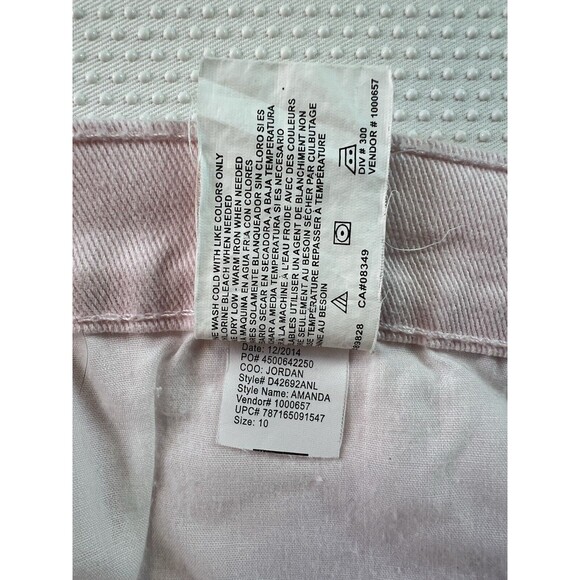 WASH COLD WITH LIKE COLORS ONLY
BLEACH WHEN NEEDED
DRY LOW - WARM IRON WHEN NEEDED
MAQUINA EN AGUA FRIA CON COLORES
SOLAMENTE BLANQUEADOR SIN CLORO SI ES
SECAR EN SECADORA, A BAJA TEMPERATURA
A MEDIA TEMPERATURA SI ES NECESARIO
À LA MACHINE À L'EAU FROIDE AVEC DES COULEURS
UTILISER UN AGENT DE BLANCHIMENT NON
SEULEMENT AU BESOIN SÉCHER PAR CULBUTAGE
TEMPÉRATURE REPASSER À TEMPÉRATURE
AU BESOIN
CA#08349
DIV # 300
VENDOR # 1000657
Date: 12/2014
PO# 4500642250
COO: JORDAN
Style# D42692ANL
Style Name: AMANDA
Vendor# 1000657
UPC# 787165091547
Size: 10